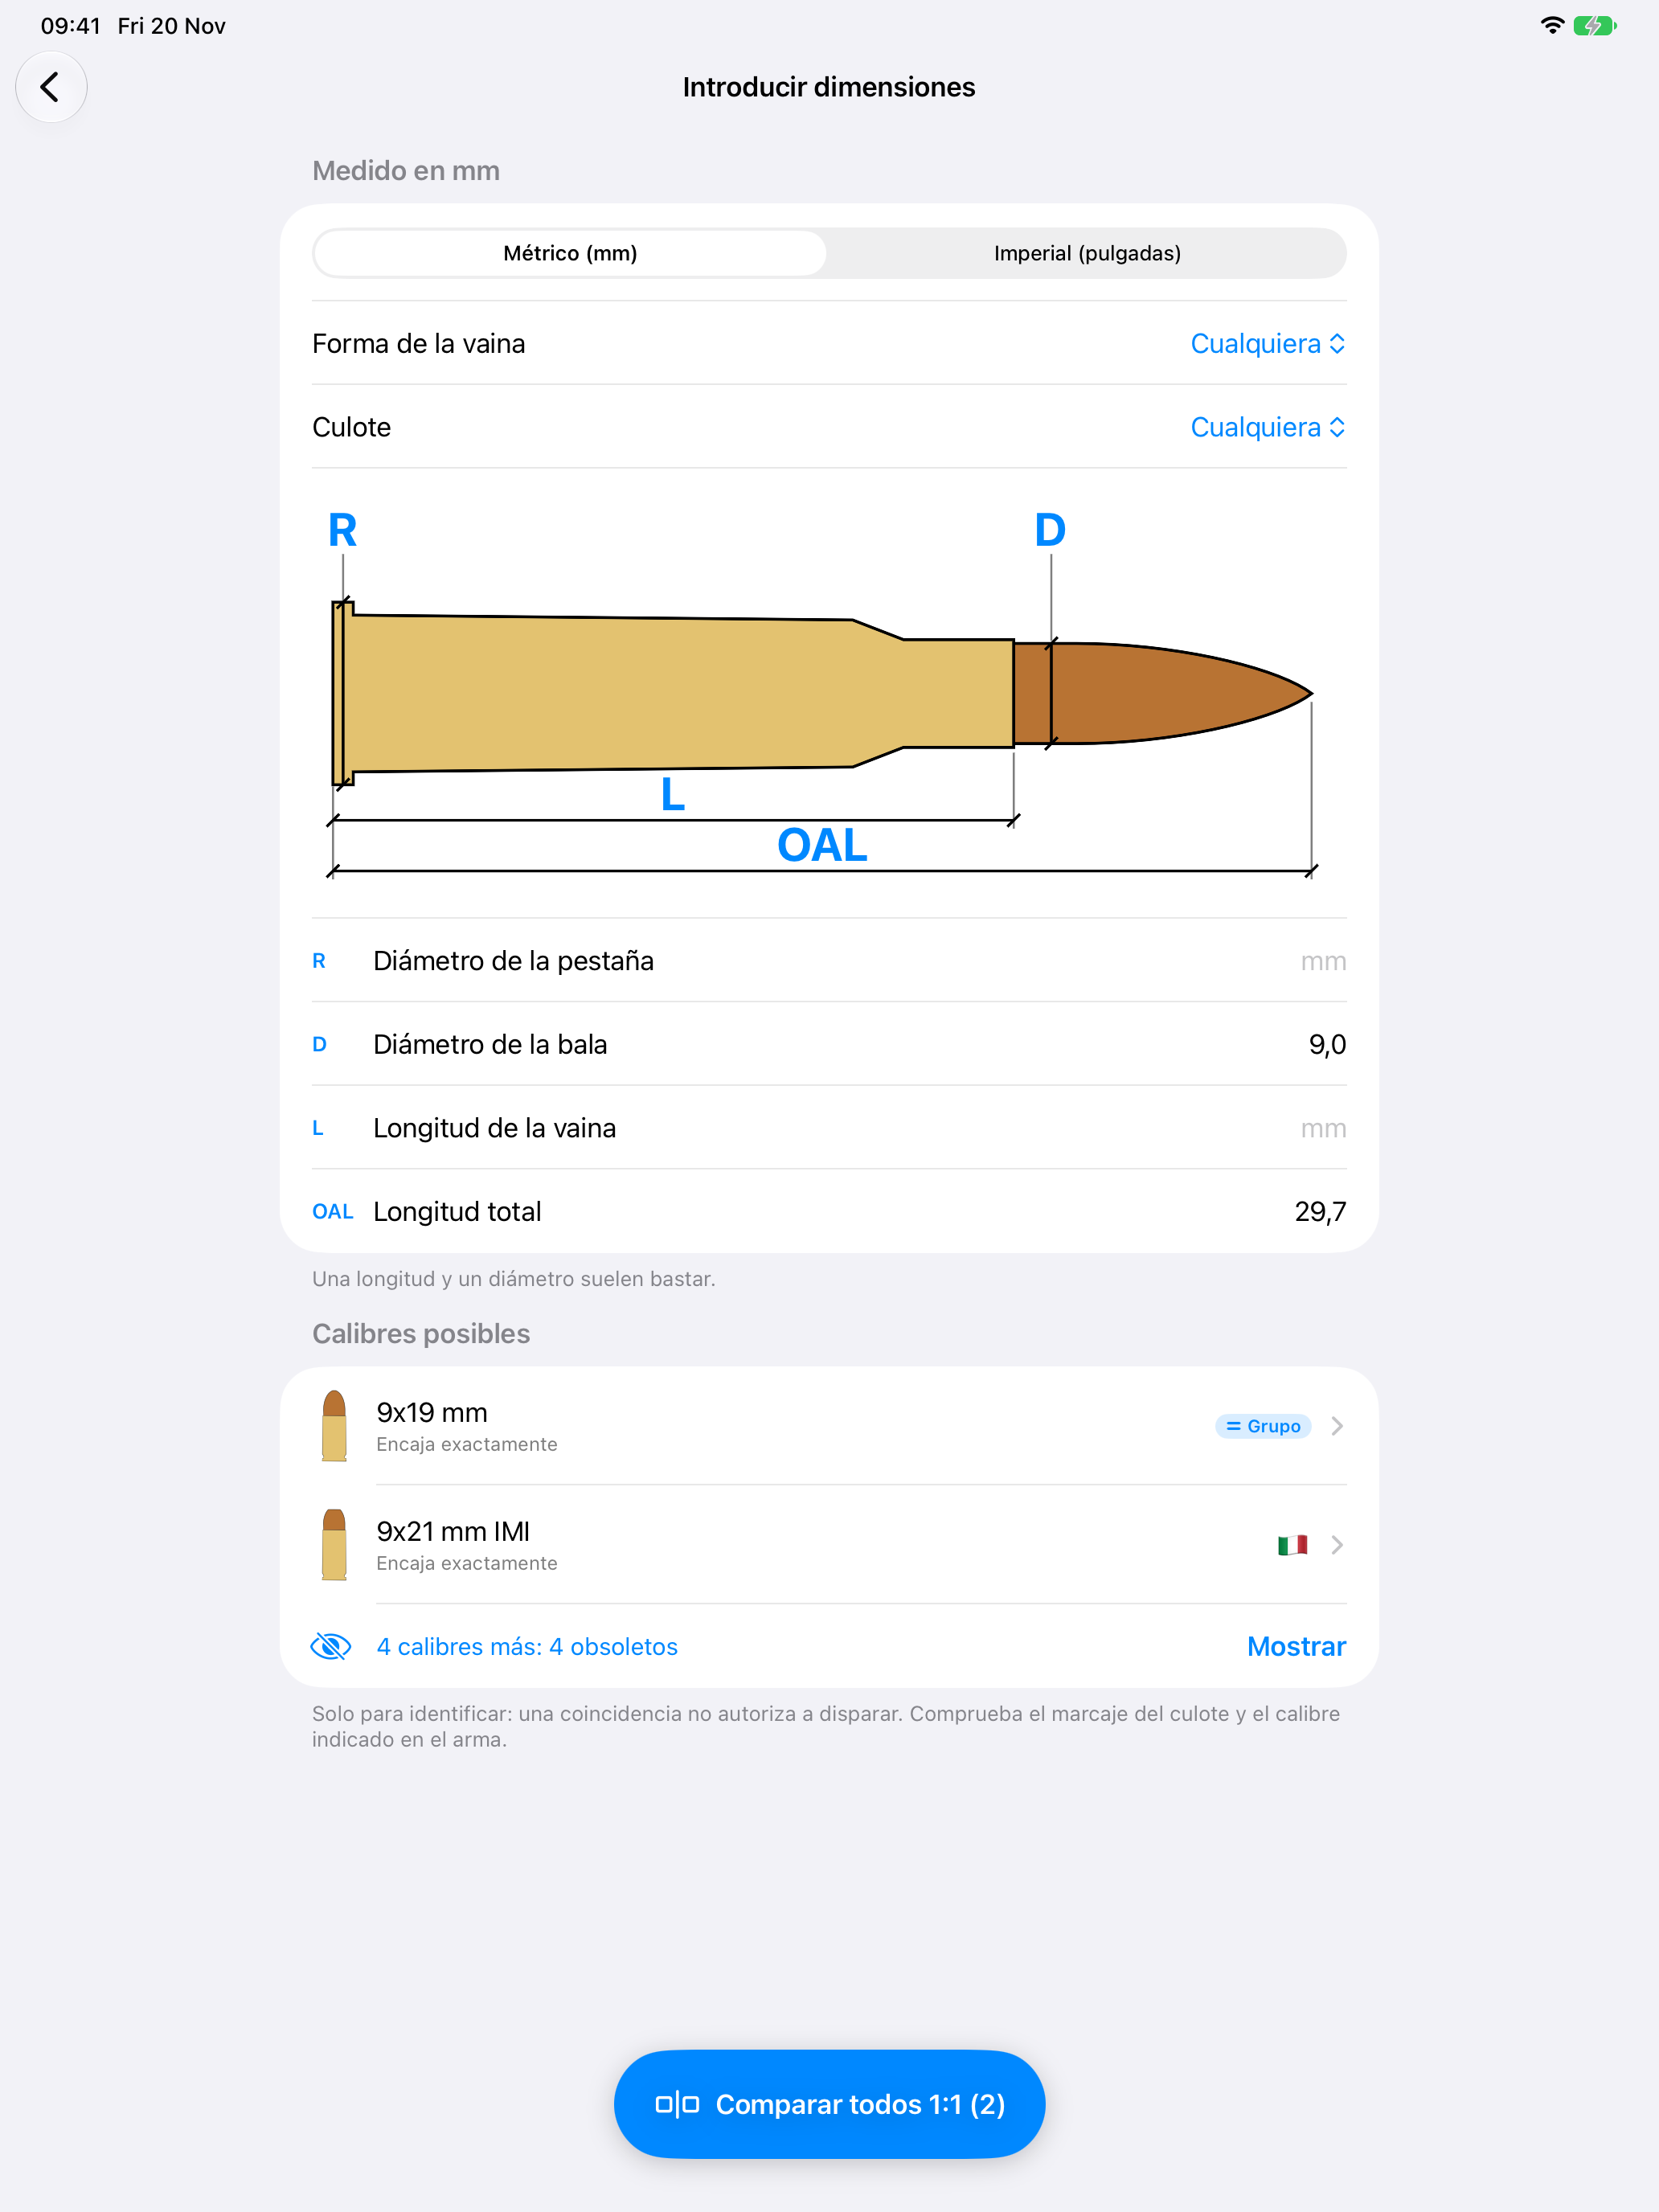 09:41 Fri 20 Nov
Introducir dimensiones
Medido en mm
Métrico (mm)
Imperial (pulgadas)
Forma de la vaina
Cualquiera
Culote
Cualquiera
R
D
L
OAL
R Diámetro de la pestaña mm
D Diámetro de la bala 9,0
L Longitud de la vaina mm
OAL Longitud total 29,7
Una longitud y un diámetro suelen bastar.
Calibres posibles
9x19 mm
Encaja exactamente
= Grupo
9x21 mm IMI
Encaja exactamente
4 calibres más: 4 obsoletos
Mostrar
Solo para identificar: una coincidencia no autoriza a disparar. Comprueba el marcaje del culote y el calibre
indicado en el arma.
Comparar todos 1:1 (2)